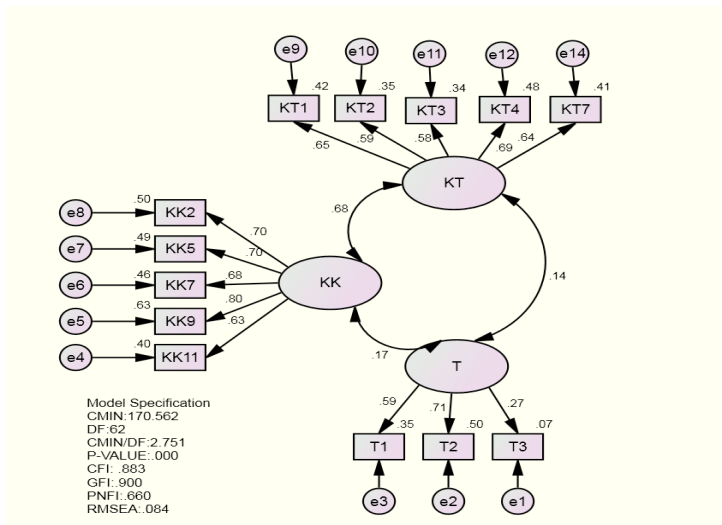 e9 e10 e11 e12 e14
.42 .35 .34 .48 .41
KT1 KT2 KT3 KT4 KT7
.65 .59 .58 .69 .64
KT
.68
e8 .50 KK2 .70
e7 .49 KK5 .70
e6 .46 KK7 .68
e5 .63 KK9 .80
e4 .40 KK11 .63
KK
.14
.17
T
.59 .71 .27
.35 .50 .07
T1 T2 T3
e3 e2 e1
Model Specification
CMIN:170.562
DF:62
CMIN/DF:2.751
P-VALUE:.000
CFI: .883
GFI:.900
PNFI:.660
RMSEA:.084